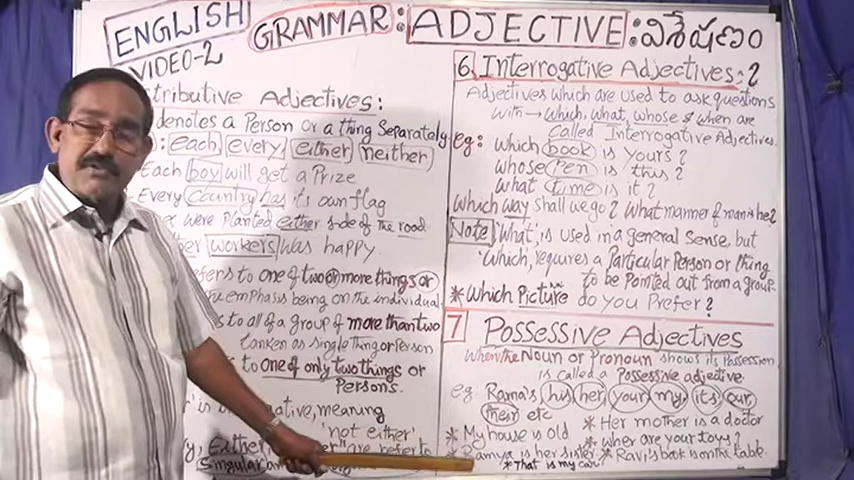 ENGLISH GRAMMAR: ADJECTIVE: విశేషణం
VIDEO-2
stributive Adjectives:
denotes a Person or a thing Separately
: each every either neither
Each boy will get a Prize
Every country has its own flag
were Planted either side of the road
workers was happy.
refers to one of two or more things or
emphasis being on the individual.
s to all of a group of more than two
tanken as single Thing or Person
to one of only two things or
Persons.
is ative, meaning
'not either'
Either are refer to
Singular
6. Interrogative Adjectives:- ?
Adjectives which are used to ask questions
with → which, what, whose & when are
Called Interrogative Adjectives.
eg: Which book is yours?
whose Pen is this?
what time is it?
Which way shall we go? What manner of man is he?
Note 'What', is used in a general Sense, but
'Which', requires a Particular Person or thing
to be Pointed out from a group.
* Which Picture do you Prefer?
7 Possessive Adjectives
When the Noun or Pronoun shows its Possession
is called a Possessive adjective
eg: Rama's his her, your my, its our,
their etc
* My house is old * Her mother is a doctor
* wher are your toys?
* Ramya is her sister. * Ravi's book is on the table.
* That is my car.